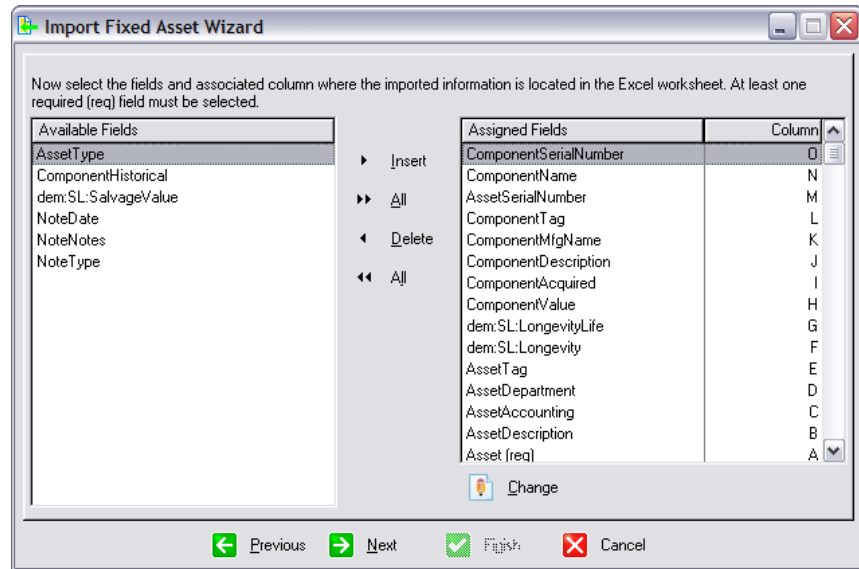 Import Fixed Asset Wizard
Now select the fields and associated column where the imported information is located in the Excel worksheet. At least one
required (req) field must be selected.
Available Fields
AssetType
ComponentHistorical
dem:SL:SalvageValue
NoteDate
NoteNotes
NoteType
Insert
All
Delete
All
Assigned Fields Column
ComponentSerialNumber O
ComponentName N
AssetSerialNumber M
ComponentTag L
ComponentMfgName K
ComponentDescription J
ComponentAcquired I
ComponentValue H
dem:SL:LongevityLife G
dem:SL:Longevity F
AssetTag E
AssetDepartment D
AssetAccounting C
AssetDescription B
Asset (req) A
Change
Previous Next Finish Cancel